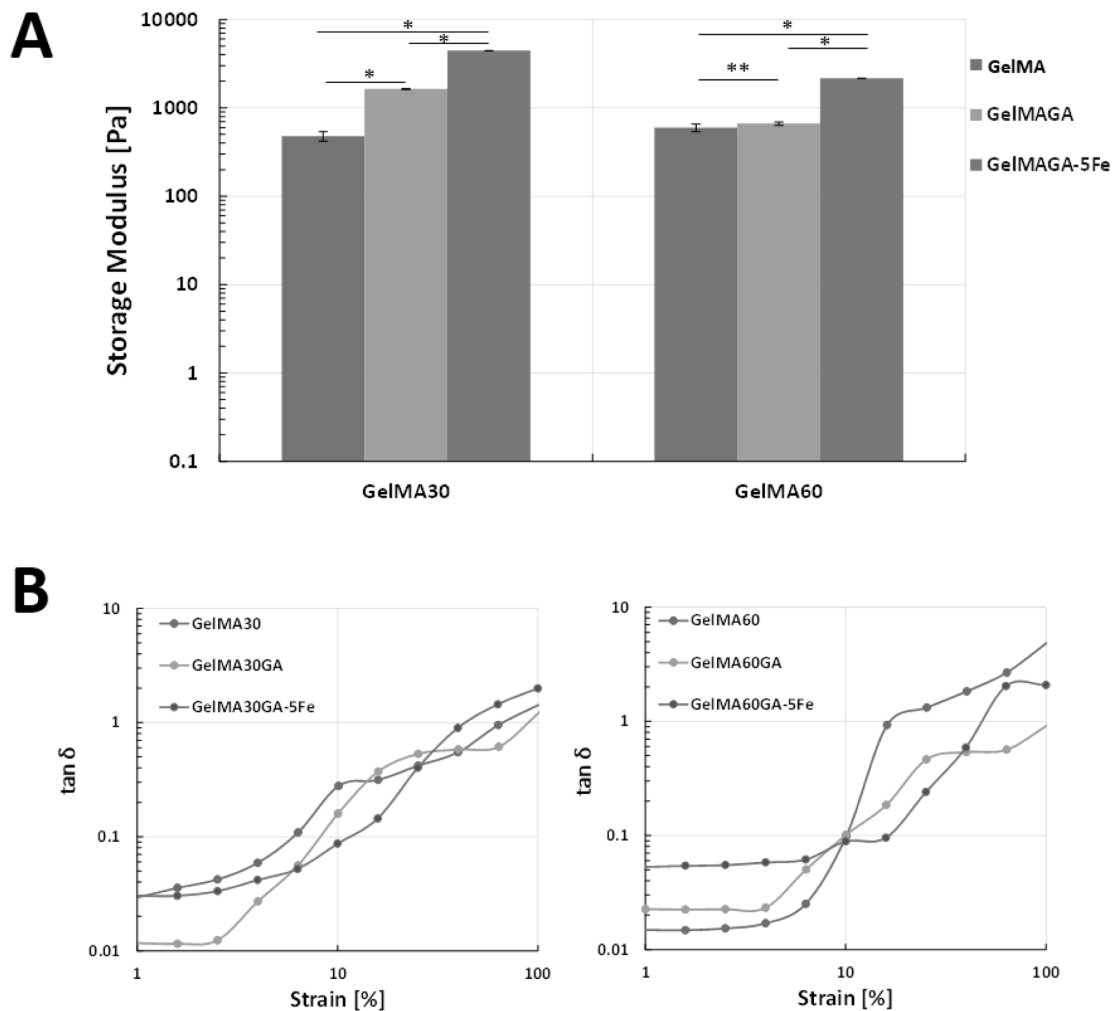 A
Storage Modulus [Pa]
10000
1000
100
10
1
0.1
*
*
*
*
*
**
GelMA30
GelMA60
GelMA
GelMAGA
GelMAGA-5Fe
B
tan δ
10
1
0.1
0.01
GelMA30
GelMA30GA
GelMA30GA-5Fe
1
10
100
Strain [%]
tan δ
10
1
0.1
0.01
GelMA60
GelMA60GA
GelMA60GA-5Fe
1
10
100
Strain [%]